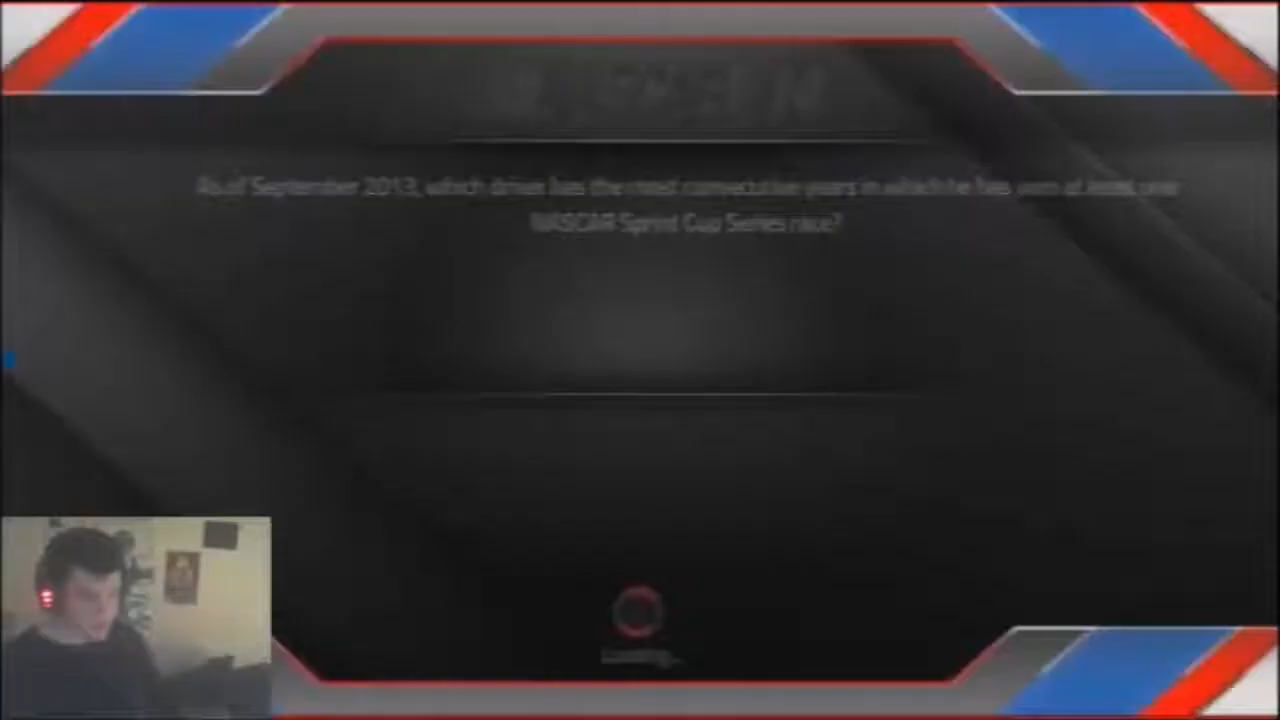 As of September 2013, which driver has the most consecutive years in which he has won at least one
NASCAR Sprint Cup Series race?
Loading...